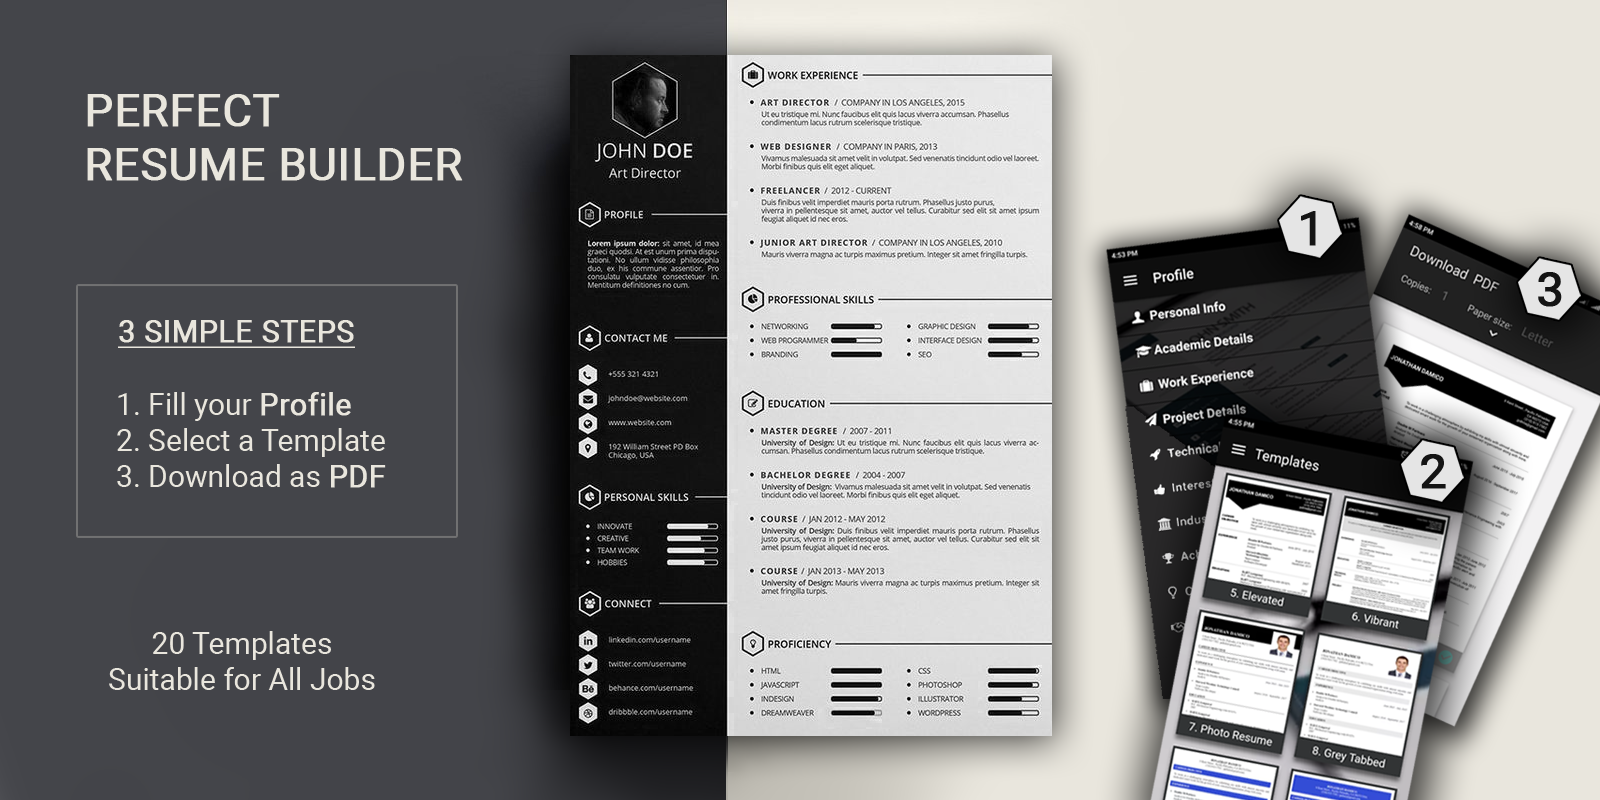 PERFECT
RESUME BUILDER
3 SIMPLE STEPS
1. Fill your Profile
2. Select a Template
3. Download as PDF
20 Templates
Suitable for All Jobs
JOHN DOE
Art Director
PROFILE
Lorem ipsum dolor: sit amet, id mea
graeci quodsi. At est unum prima dispu-
tationi. No ullum vidisse philosophia
duo, ex his commune assentior. Pro
consulatu vulputate consectetuer in.
Mentitum definitiones no cum.
CONTACT ME
+555 321 4321
johndoe@website.com
www.website.com
192 William Street PD Box
Chicago, USA
PERSONAL SKILLS
INNOVATE
CREATIVE
TEAM WORK
HOBBIES
CONNECT
in linkedin.com/username
twitter.com/username
Bē behance.com/username
dribbble.com/username
WORK EXPERIENCE
ART DIRECTOR / COMPANY IN LOS ANGELES, 2015
Ut eu tristique mi. Nunc faucibus elit quis lacus viverra accumsan. Phasellus
condimentum lacus rutrum scelerisque tristique.
WEB DESIGNER / COMPANY IN PARIS, 2013
Vivamus malesuada sit amet velit in volutpat. Sed venenatis tincidunt odio vel laoreet.
Morbi finibus quis elit eget aliquet.
FREELANCER / 2012 - CURRENT
Duis finibus velit imperdiet mauris porta rutrum. Phasellus justo purus,
viverra in pellentesque sit amet, auctor vel tellus. Curabitur sed elit sit amet ipsum
feugiat aliquet id nec eros.
JUNIOR ART DIRECTOR / COMPANY IN LOS ANGELES, 2010
Mauris viverra magna ac turpis maximus pretium. Integer sit amet fringilla turpis.
PROFESSIONAL SKILLS
NETWORKING
WEB PROGRAMMER
BRANDING
GRAPHIC DESIGN
INTERFACE DESIGN
SEO
EDUCATION
MASTER DEGREE / 2007 - 2011
University of Design: Ut eu tristique mi. Nunc faucibus elit quis lacus viverra ac-
cumsan. Phasellus condimentum lacus rutrum scelerisque tristique.
BACHELOR DEGREE / 2004 - 2007
University of Design: Vivamus malesuada sit amet velit in volutpat. Sed venenatis
tincidunt odio vel laoreet. Morbi finibus quis elit eget aliquet.
COURSE / JAN 2012 - MAY 2012
University of Design: Duis finibus velit imperdiet mauris porta rutrum. Phasellus
justo purus, viverra in pellentesque sit amet, auctor vel tellus. Curabitur sed elit sit
amet ipsum feugiat aliquet id nec eros.
COURSE / JAN 2013 - MAY 2013
University of Design: Mauris viverra magna ac turpis maximus pretium. Integer sit
amet fringilla turpis.
PROFICIENCY
HTML
JAVASCRIPT
INDESIGN
DREAMWEAVER
CSS
PHOTOSHOP
ILLUSTRATOR
WORDPRESS
1
4:53 PM
11%
Profile
Personal Info
Academic Details
Work Experience
Project Details
Technica
Interes
Indus
Ach
3
4:58 PM
Download PDF
Copies: 1
Paper size: Letter
JONATHAN DAMICO
2
4:55 PM
Templates
JONATHAN DAMICO
JONATHAN DAMICO
5. Elevated
6. Vibrant
JONATHAN DAMICO
JONATHAN DAMICO
7. Photo Resume
8. Grey Tabbed